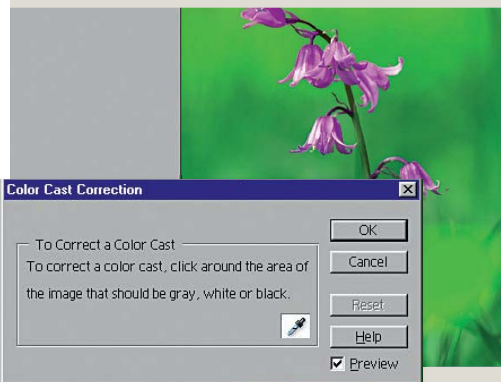 Color Cast Correction
OK
To Correct a Color Cast
To correct a color cast, click around the area of
Cancel
the image that should be gray, white or black.
Reset
Help
Preview